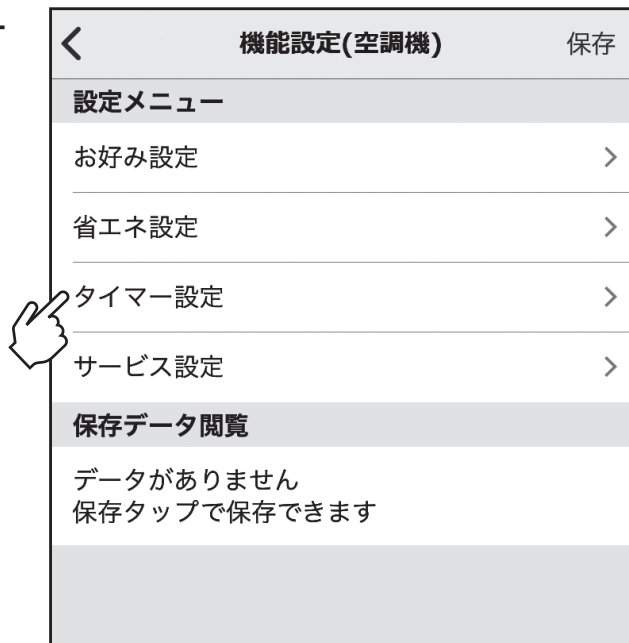 機能設定(空調機) 保存
設定メニュー
お好み設定
省エネ設定
タイマー設定
サービス設定
保存データ閲覧
データがありません
保存タップで保存できます